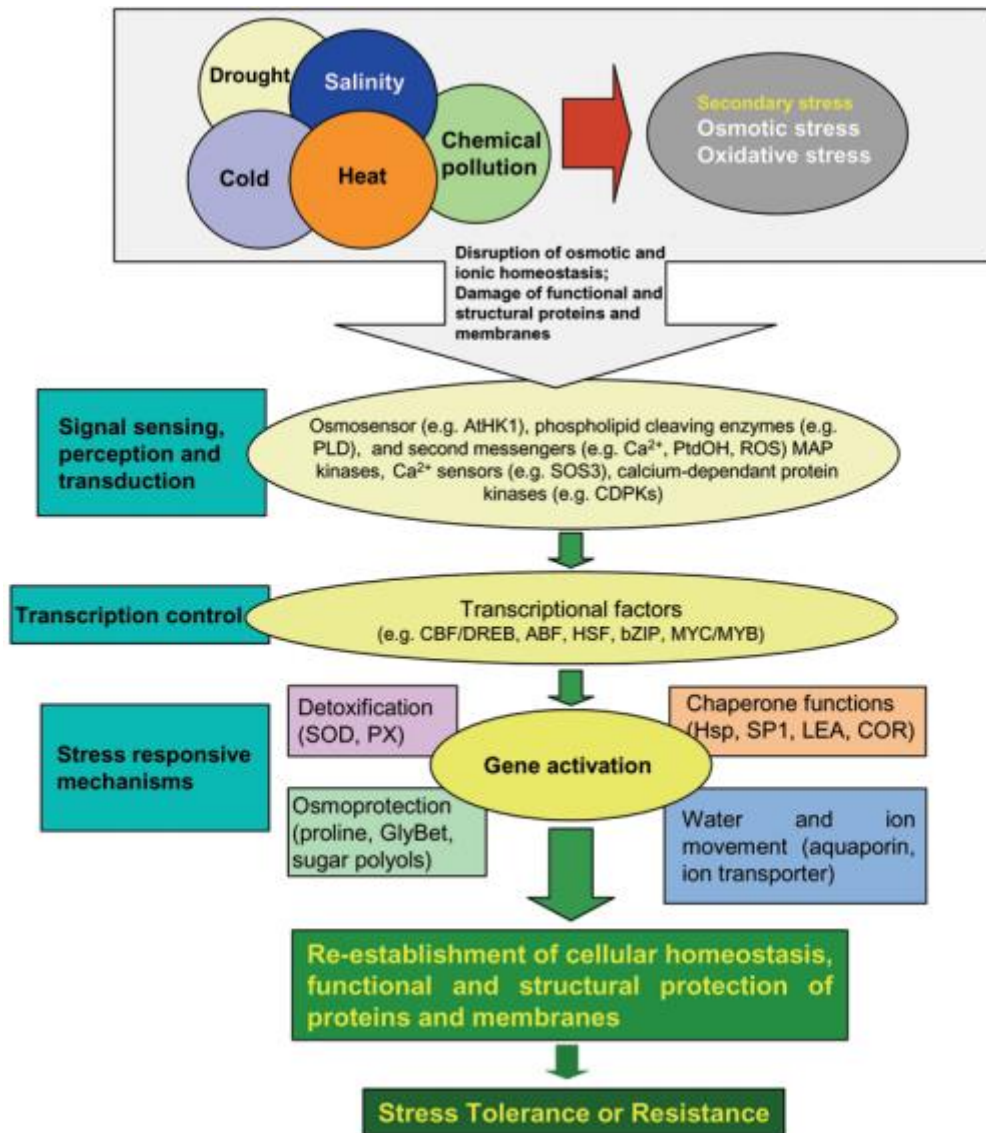 Drought
Salinity
Cold
Heat
Chemical
pollution
Secondary stress
Osmotic stress
Oxidative stress
Disruption of osmotic and
ionic homeostasis;
Damage of functional and
structural proteins and
membranes
Signal sensing,
perception and
transduction
Osmosensor (e.g. AtHK1), phospholipid cleaving enzymes (e.g.
PLD), and second messengers (e.g. Ca²⁺, PtdOH, ROS) MAP
kinases, Ca²⁺ sensors (e.g. SOS3), calcium-dependant protein
kinases (e.g. CDPKs)
Transcription control
Transcriptional factors
(e.g. CBF/DREB, ABF, HSF, bZIP, MYC/MYB)
Stress responsive
mechanisms
Detoxification
(SOD, PX)
Chaperone functions
(Hsp, SP1, LEA, COR)
Gene activation
Osmoprotection
(proline, GlyBet,
sugar polyols)
Water and ion
movement (aquaporin,
ion transporter)
Re-establishment of cellular homeostasis,
functional and structural protection of
proteins and membranes
Stress Tolerance or Resistance